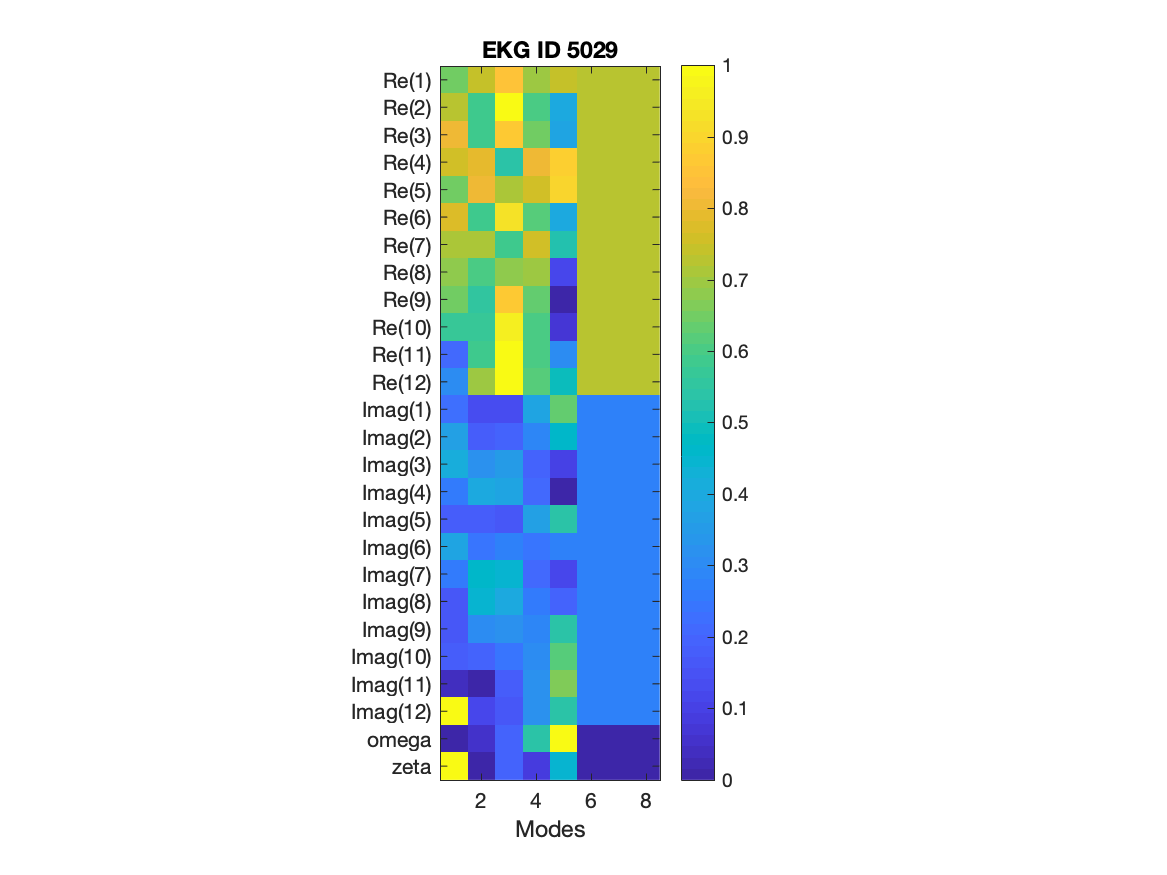 EKG ID 5029
Re(1)
Re(2)
Re(3)
Re(4)
Re(5)
Re(6)
Re(7)
Re(8)
Re(9)
Re(10)
Re(11)
Re(12)
Imag(1)
Imag(2)
Imag(3)
Imag(4)
Imag(5)
Imag(6)
Imag(7)
Imag(8)
Imag(9)
Imag(10)
Imag(11)
Imag(12)
omega
zeta
2 4 6 8
Modes
1
0.9
0.8
0.7
0.6
0.5
0.4
0.3
0.2
0.1
0